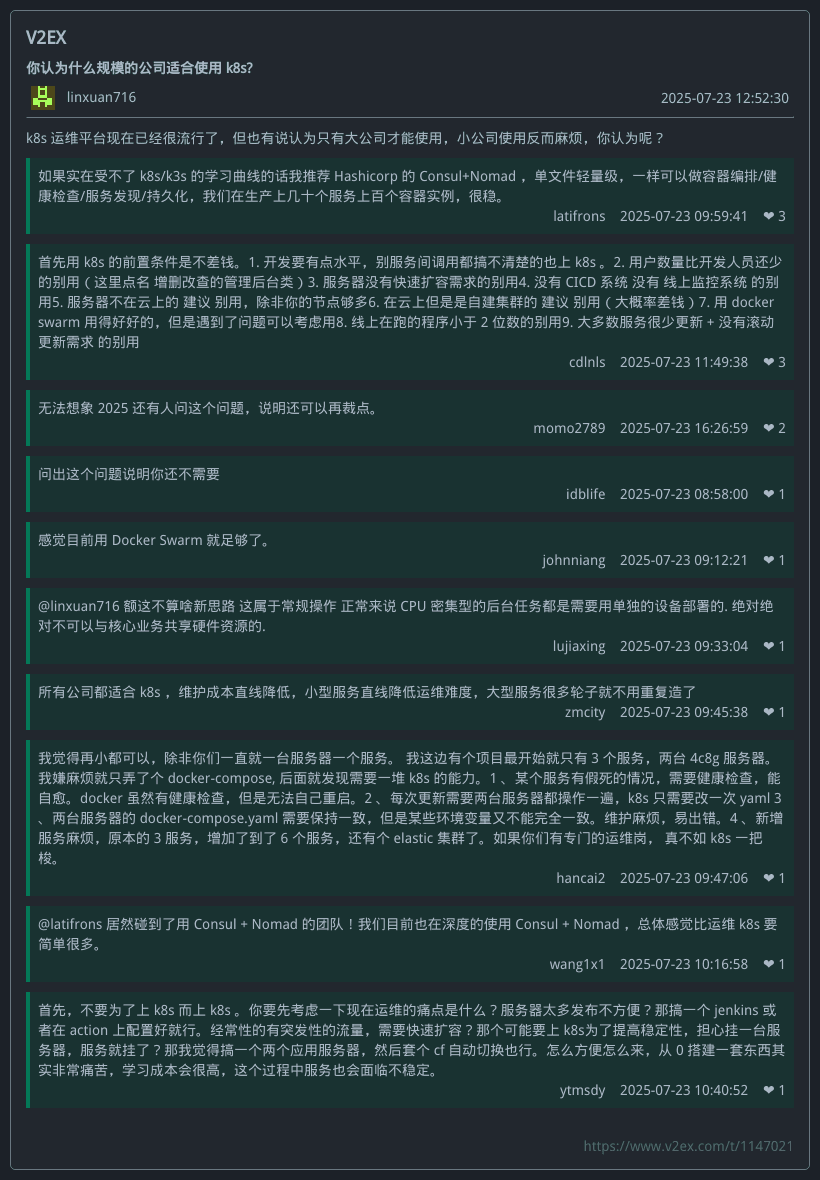 V2EX
你认为什么规模的公司适合使用 k8s?
linxuan716
2025-07-23 12:52:30
k8s 运维平台现在已经很流行了，但也有说认为只有大公司才能使用，小公司使用反而麻烦，你认为呢？
如果实在受不了 k8s/k3s 的学习曲线的话我推荐 Hashicorp 的 Consul+Nomad ，单文件轻量级，一样可以做容器编排/健
康检查/服务发现/持久化，我们在生产上几十个服务上百个容器实例，很稳。
latifrons 2025-07-23 09:59:41 ❤ 3
首先用 k8s 的前置条件是不差钱。1. 开发要有点水平，别服务间调用都搞不清楚的也上 k8s 。2. 用户数量比开发人员还少
的别用（这里点名 增删改查的管理后台类）3. 服务器没有快速扩容需求的别用4. 没有 CICD 系统 没有 线上监控系统 的别
用5. 服务器不在云上的 建议 别用，除非你的节点够多6. 在云上但是是自建集群的 建议 别用（大概率差钱）7. 用 docker
swarm 用得好好的，但是遇到了问题可以考虑用8. 线上在跑的程序小于 2 位数的别用9. 大多数服务很少更新 + 没有滚动
更新需求 的别用
cdlnls 2025-07-23 11:49:38 ❤ 3
无法想象 2025 还有人问这个问题，说明还可以再裁点。
momo2789 2025-07-23 16:26:59 ❤ 2
问出这个问题说明你还不需要
idblife 2025-07-23 08:58:00 ❤ 1
感觉目前用 Docker Swarm 就足够了。
johnniang 2025-07-23 09:12:21 ❤ 1
@linxuan716 额这不算啥新思路 这属于常规操作 正常来说 CPU 密集型的后台任务都是需要用单独的设备部署的. 绝对绝
对不可以与核心业务共享硬件资源的.
lujiaxing 2025-07-23 09:33:04 ❤ 1
所有公司都适合 k8s ，维护成本直线降低，小型服务直线降低运维难度，大型服务很多轮子就不用重复造了
zmcity 2025-07-23 09:45:38 ❤ 1
我觉得再小都可以，除非你们一直就一台服务器一个服务。 我这边有个项目最开始就只有 3 个服务，两台 4c8g 服务器。
我嫌麻烦就只弄了个 docker-compose, 后面就发现需要一堆 k8s 的能力。1 、某个服务有假死的情况，需要健康检查，能
自愈。docker 虽然有健康检查，但是无法自己重启。2 、每次更新需要两台服务器都操作一遍，k8s 只需要改一次 yaml 3
、两台服务器的 docker-compose.yaml 需要保持一致，但是某些环境变量又不能完全一致。维护麻烦，易出错。4 、新增
服务麻烦，原本的 3 服务，增加了到了 6 个服务，还有个 elastic 集群了。如果你们有专门的运维岗， 真不如 k8s 一把
梭。
hancai2 2025-07-23 09:47:06 ❤ 1
@latifrons 居然碰到了用 Consul + Nomad 的团队！我们目前也在深度的使用 Consul + Nomad ，总体感觉比运维 k8s 要
简单很多。
wang1x1 2025-07-23 10:16:58 ❤ 1
首先，不要为了上 k8s 而上 k8s 。你要先考虑一下现在运维的痛点是什么？服务器太多发布不方便？那搞一个 jenkins 或
者在 action 上配置好就行。经常性的有突发性的流量，需要快速扩容？那个可能要上 k8s为了提高稳定性，担心挂一台服
务器，服务就挂了？那我觉得搞一个两个应用服务器，然后套个 cf 自动切换也行。怎么方便怎么来，从 0 搭建一套东西其
实非常痛苦，学习成本会很高，这个过程中服务也会面临不稳定。
ytmsdy 2025-07-23 10:40:52 ❤ 1
https://www.v2ex.com/t/1147021